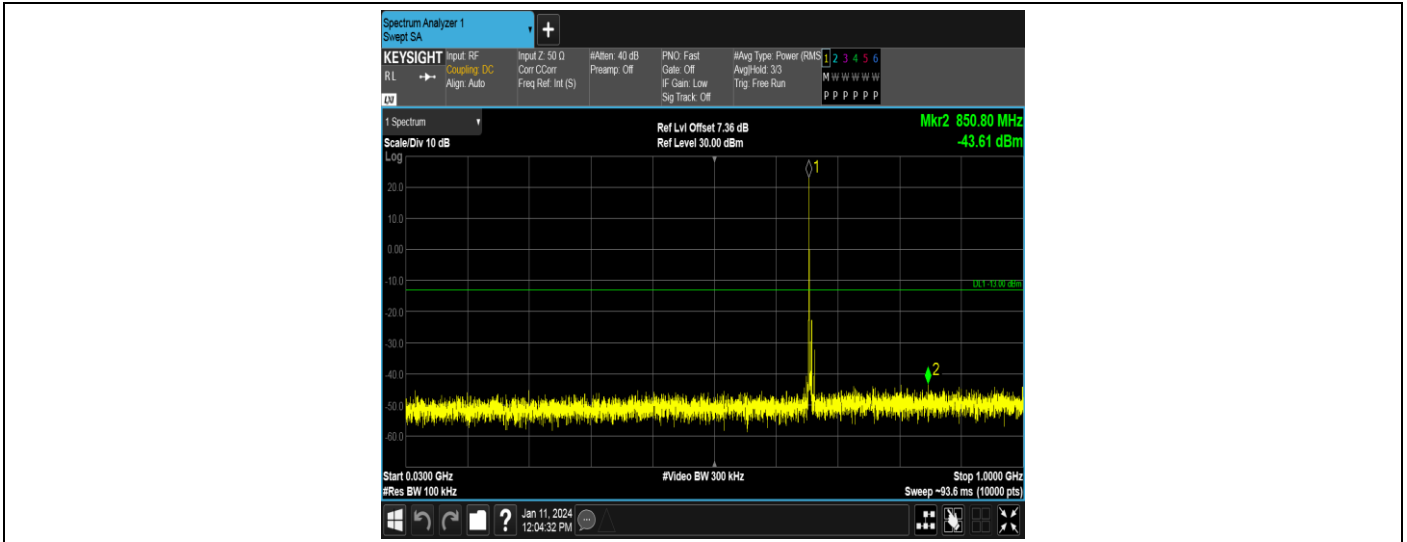 Spectrum Analyzer 1
Swept SA
+
KEYSIGHT
RL
LXI
Input: RF
Coupling: DC
Align: Auto
Input Z: 50 Ω
Corr CCorr
Freq Ref: Int (S)
#Atten: 40 dB
Preamp: Off
PNO: Fast
Gate: Off
IF Gain: Low
Sig Track: Off
#Avg Type: Power (RMS
Avg|Hold: 3/3
Trig: Free Run
1 2 3 4 5 6
M W W W W W
P P P P P P
1 Spectrum
Scale/Div 10 dB
Ref Lvl Offset 7.36 dB
Ref Level 30.00 dBm
Mkr2 850.80 MHz
-43.61 dBm
Log
1
20.0
10.0
0.00
-10.0
DL1 -13.00 dBm
-20.0
-30.0
-40.0
2
-50.0
-60.0
Start 0.0300 GHz
#Video BW 300 kHz
Stop 1.0000 GHz
#Res BW 100 kHz
Sweep ~93.6 ms (10000 pts)
?
Jan 11, 2024
12:04:32 PM